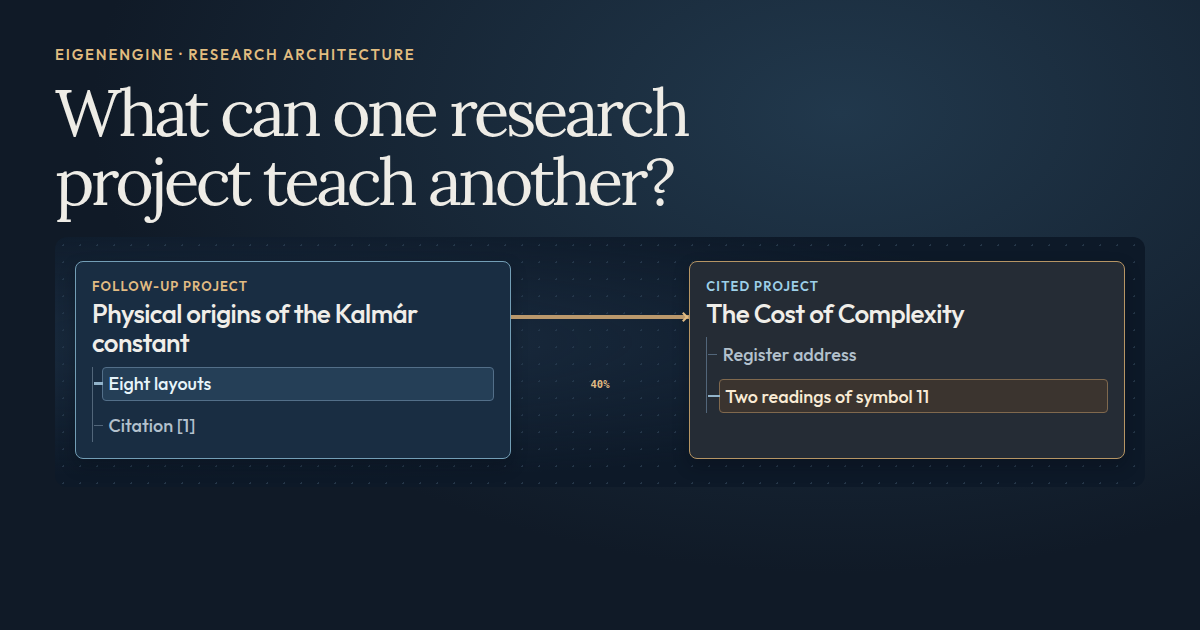 EIGENENGINE · RESEARCH ARCHITECTURE
What can one research
project teach another?
FOLLOW-UP PROJECT
Physical origins of the Kalmár
constant
Eight layouts
Citation [1]
40%
CITED PROJECT
The Cost of Complexity
Register address
Two readings of symbol 11